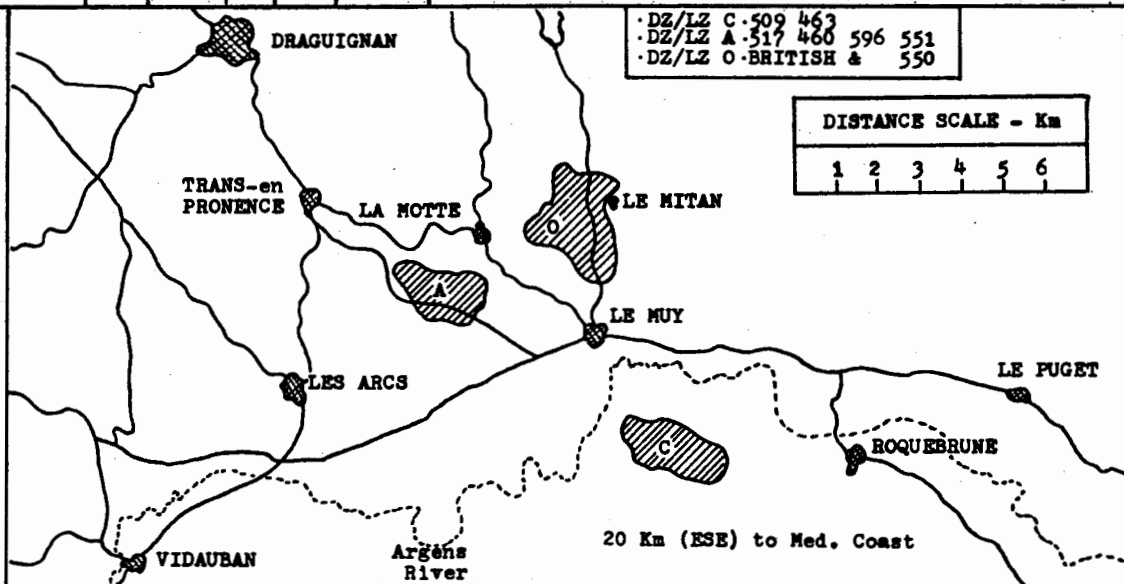 ·DZ/LZ C·509 463
·DZ/LZ A·517 460 596 551
·DZ/LZ O·BRITISH & 550
DISTANCE SCALE - Km
1 2 3 4 5 6
DRAGUIGNAN
TRANS-en
PRONENCE
LA MOTTE
LE MITAN
O
A
LE MUY
LES ARCS
LE PUGET
C
ROQUEBRUNE
20 Km (ESE) to Med. Coast
VIDAUBAN
Argèns
River